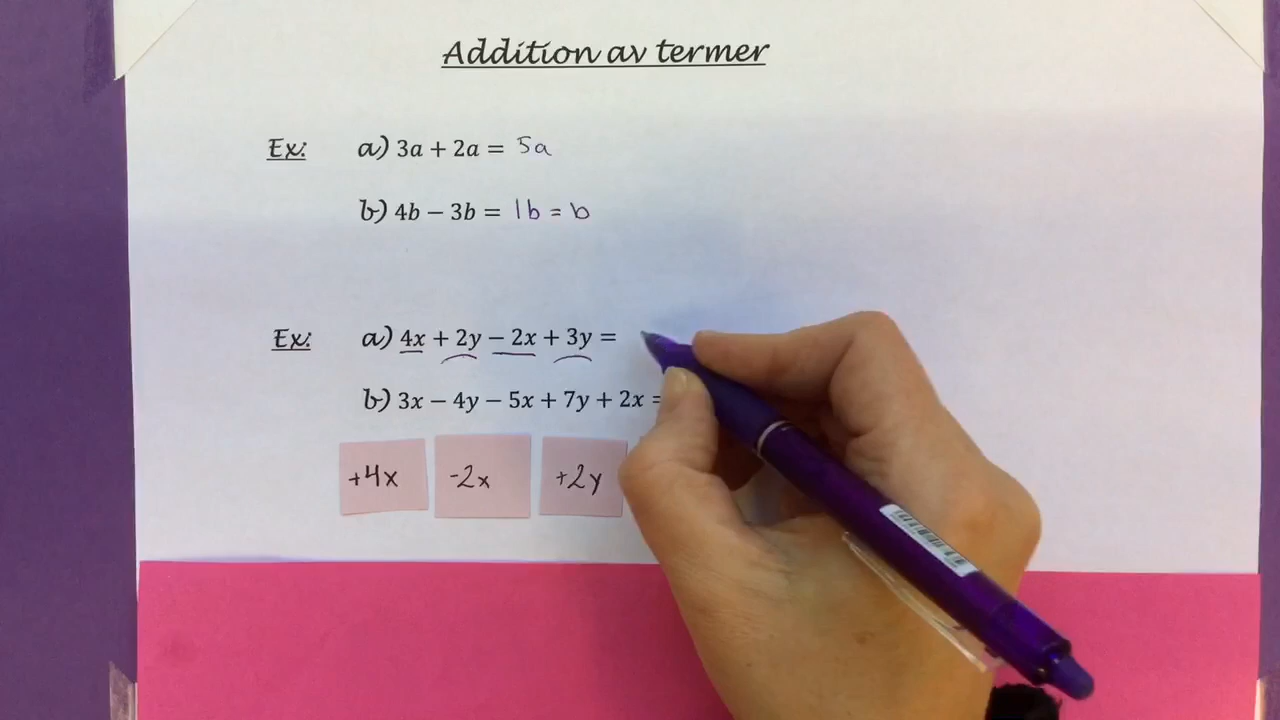 Addition av termer
Ex: a) 3a + 2a = 5a
b) 4b − 3b = 1b = b
Ex: a) 4x + 2y − 2x + 3y =
b) 3x − 4y − 5x + 7y + 2x =
+4x -2x +2y